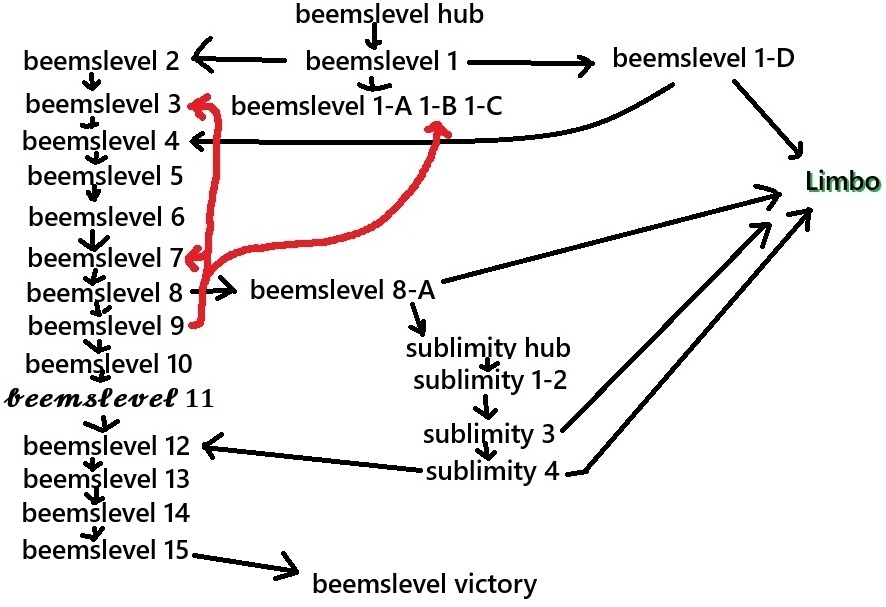 beemslevel hub
beemslevel 2
beemslevel 1
beemslevel 1-D
beemslevel 3
beemslevel 1-A 1-B 1-C
beemslevel 4
Limbo
beemslevel 5
beemslevel 6
beemslevel 7
beemslevel 8
beemslevel 8-A
beemslevel 9
sublimity hub
beemslevel 10
sublimity 1-2
beemslevel 11
sublimity 3
beemslevel 12
sublimity 4
beemslevel 13
beemslevel 14
beemslevel 15
beemslevel victory